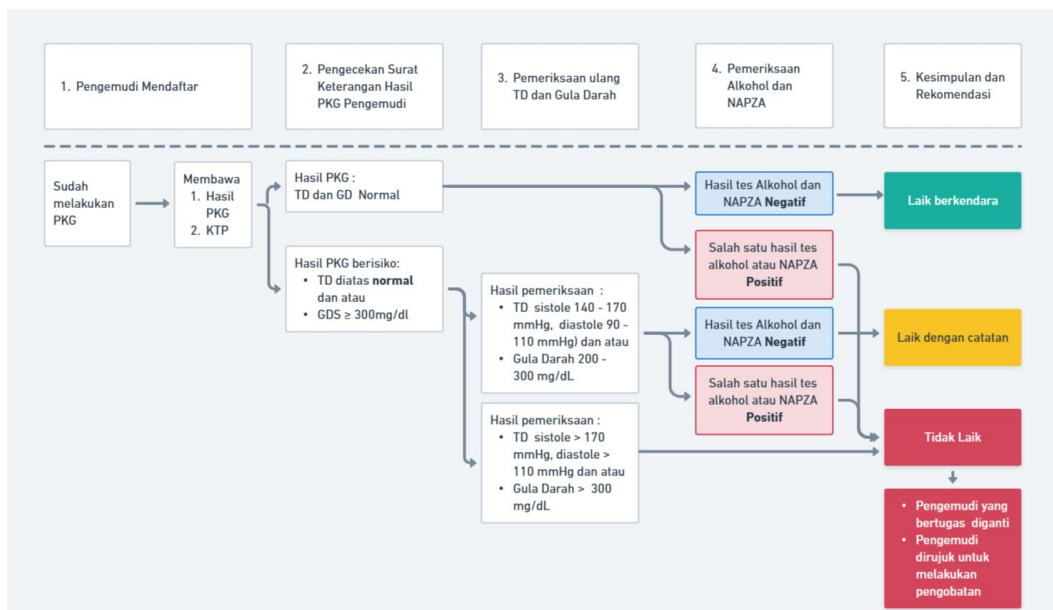 1. Pengemudi Mendaftar
2. Pengecekan Surat
Keterangan Hasil
PKG Pengemudi
3. Pemeriksaan ulang
TD dan Gula Darah
4. Pemeriksaan
Alkohol dan
NAPZA
5. Kesimpulan dan
Rekomendasi
Sudah
melakukan
PKG
Membawa
1. Hasil
PKG
2. KTP
Hasil PKG :
TD dan GD Normal
Hasil tes Alkohol dan
NAPZA Negatif
Laik berkendara
Salah satu hasil tes
alkohol atau NAPZA
Positif
Hasil PKG berisiko:
• TD diatas normal
dan atau
• GDS ≥ 300mg/dl
Hasil pemeriksaan :
• TD sistole 140 - 170
mmHg, diastole 90 -
110 mmHg) dan atau
• Gula Darah 200 -
300 mg/dL
Hasil tes Alkohol dan
NAPZA Negatif
Laik dengan catatan
Salah satu hasil tes
alkohol atau NAPZA
Positif
Hasil pemeriksaan :
• TD sistole > 170
mmHg, diastole >
110 mmHg dan atau
• Gula Darah > 300
mg/dL
Tidak Laik
• Pengemudi yang
bertugas diganti
• Pengemudi
dirujuk untuk
melakukan
pengobatan